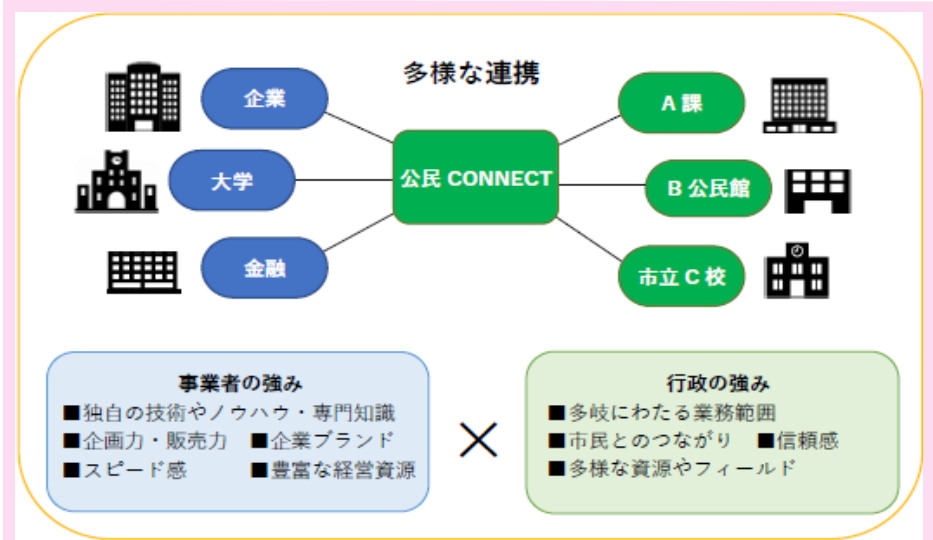 多様な連携
企業
大学
金融
公民 CONNECT
A 課
B 公民館
市立 C 校
事業者の強み
■独自の技術やノウハウ・専門知識
■企画力・販売力 ■企業ブランド
■スピード感 ■豊富な経営資源
×
行政の強み
■多岐にわたる業務範囲
■市民とのつながり ■信頼感
■多様な資源やフィールド